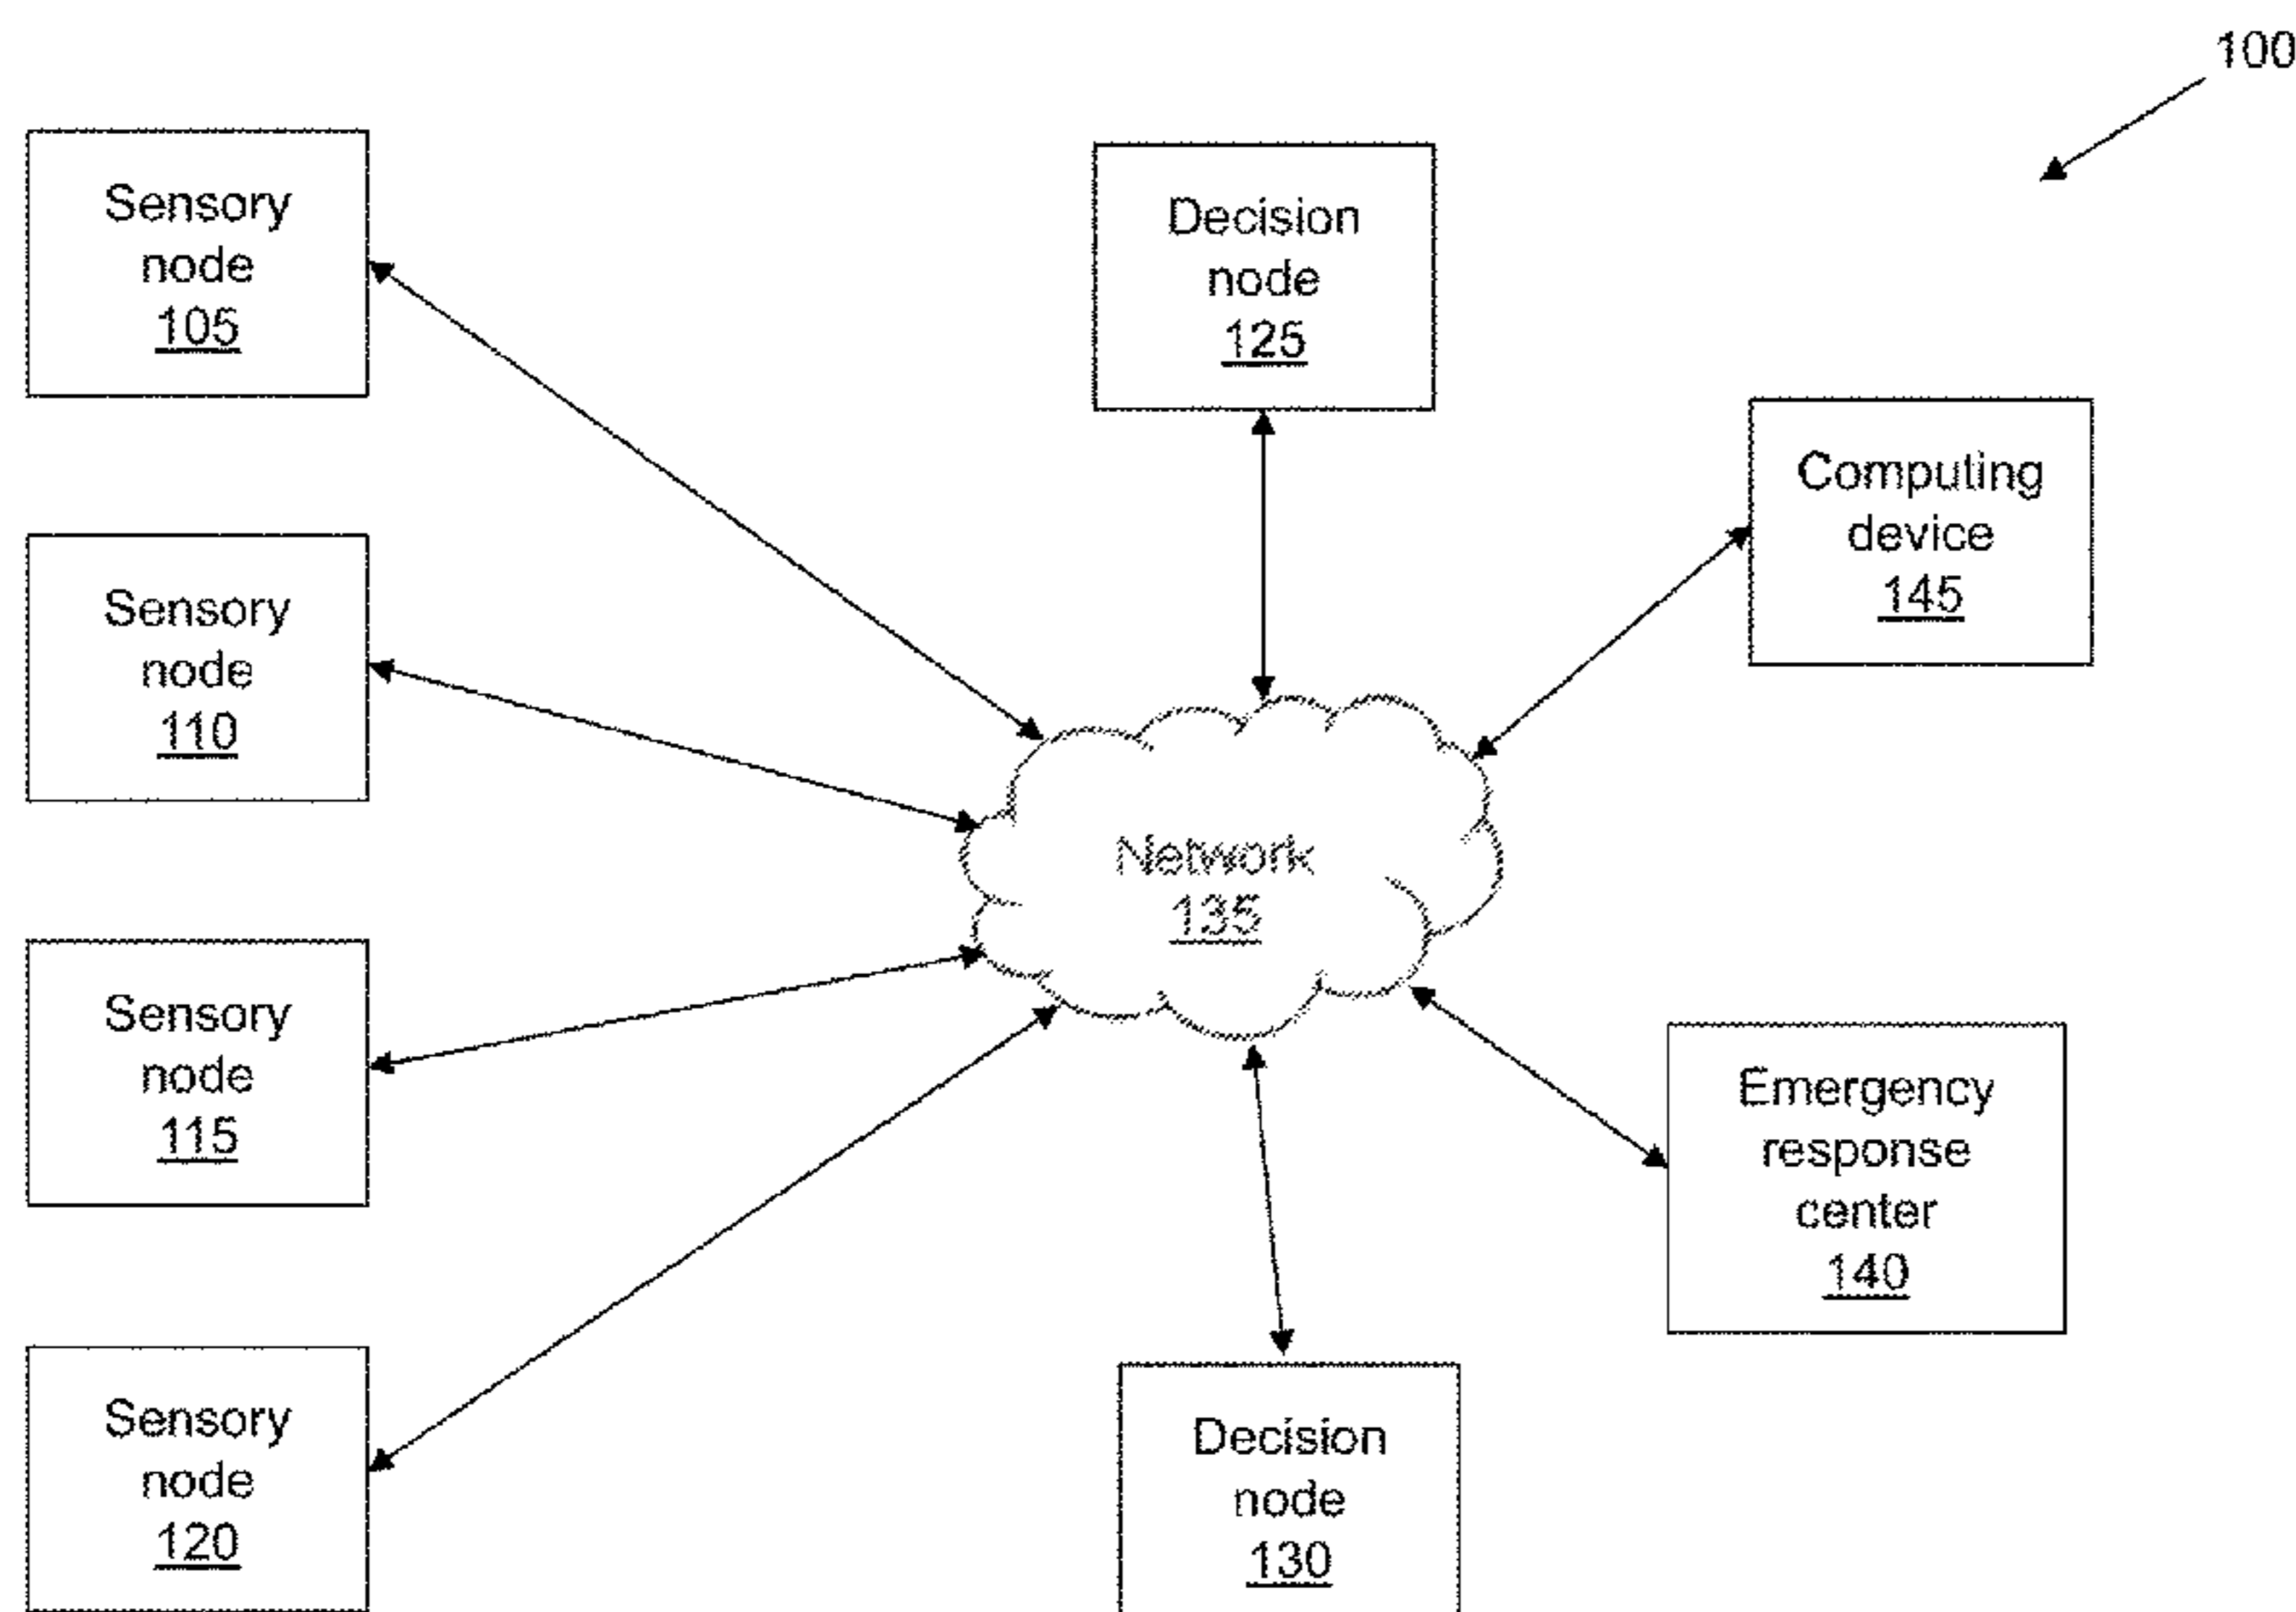 100
Sensory
node
105
Decision
node
125
Computing
device
145
Sensory
node
110
Network
135
Sensory
node
115
Emergency
response
center
140
Sensory
node
120
Decision
node
130